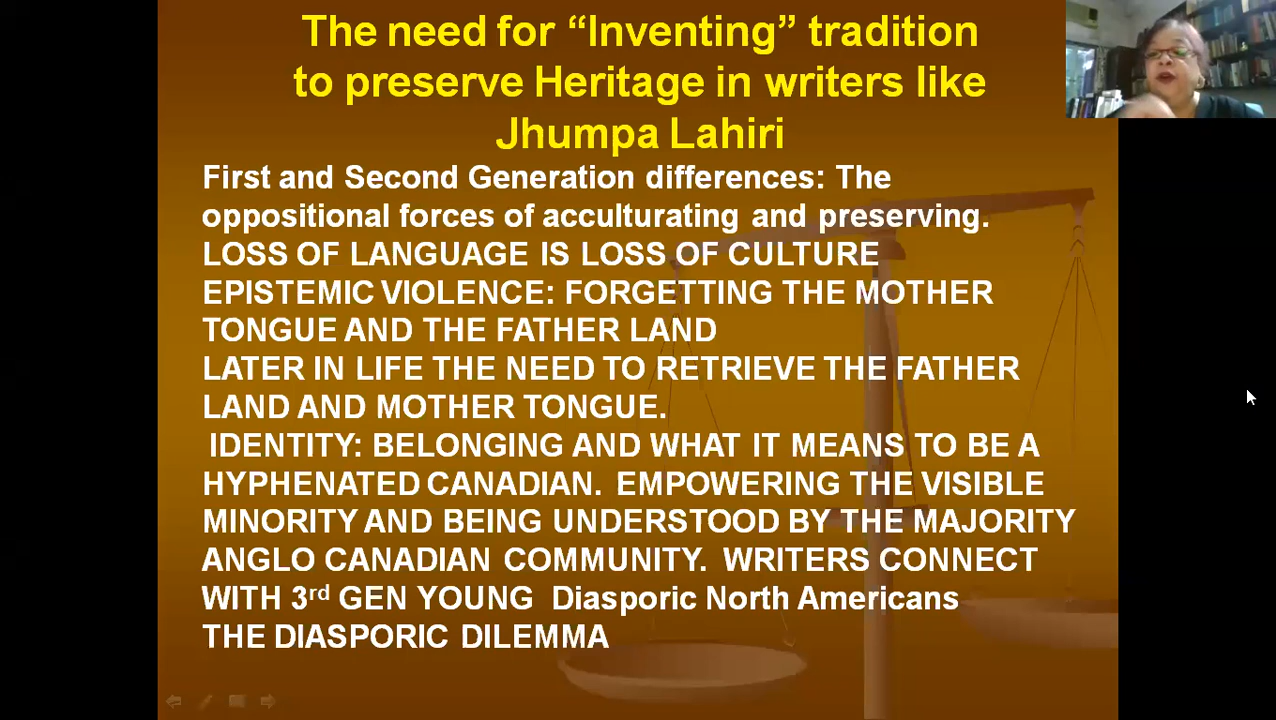 The need for “Inventing” tradition
to preserve Heritage in writers like
Jhumpa Lahiri
First and Second Generation differences: The
oppositional forces of acculturating and preserving.
LOSS OF LANGUAGE IS LOSS OF CULTURE
EPISTEMIC VIOLENCE: FORGETTING THE MOTHER
TONGUE AND THE FATHER LAND
LATER IN LIFE THE NEED TO RETRIEVE THE FATHER
LAND AND MOTHER TONGUE.
IDENTITY: BELONGING AND WHAT IT MEANS TO BE A
HYPHENATED CANADIAN. EMPOWERING THE VISIBLE
MINORITY AND BEING UNDERSTOOD BY THE MAJORITY
ANGLO CANADIAN COMMUNITY. WRITERS CONNECT
WITH 3rd GEN YOUNG Diasporic North Americans
THE DIASPORIC DILEMMA